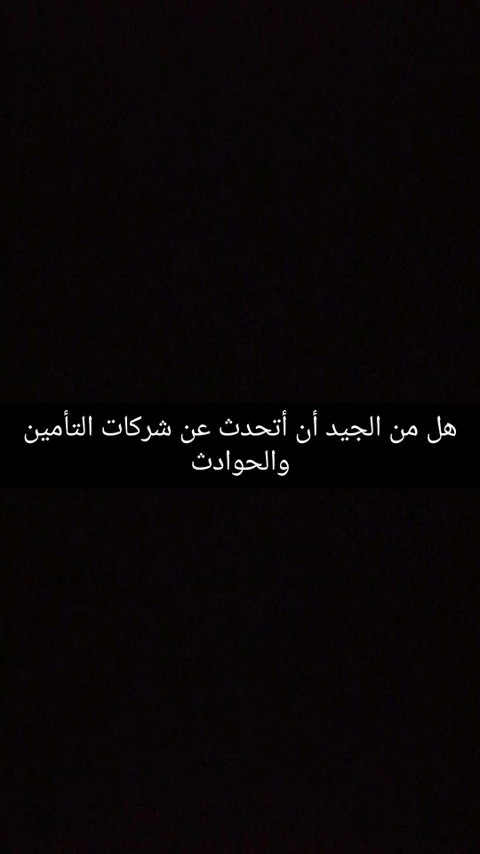 هل من الجيد أن أتحدث عن شركات التأمين
والحوادث